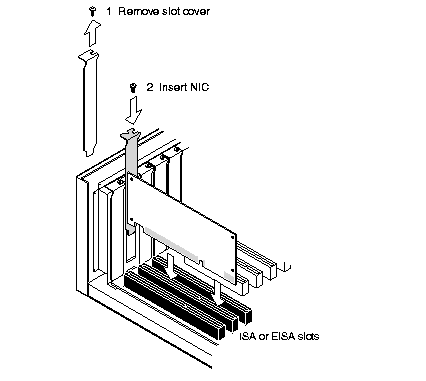 1 Remove slot cover
2 Insert NIC
ISA or EISA slots